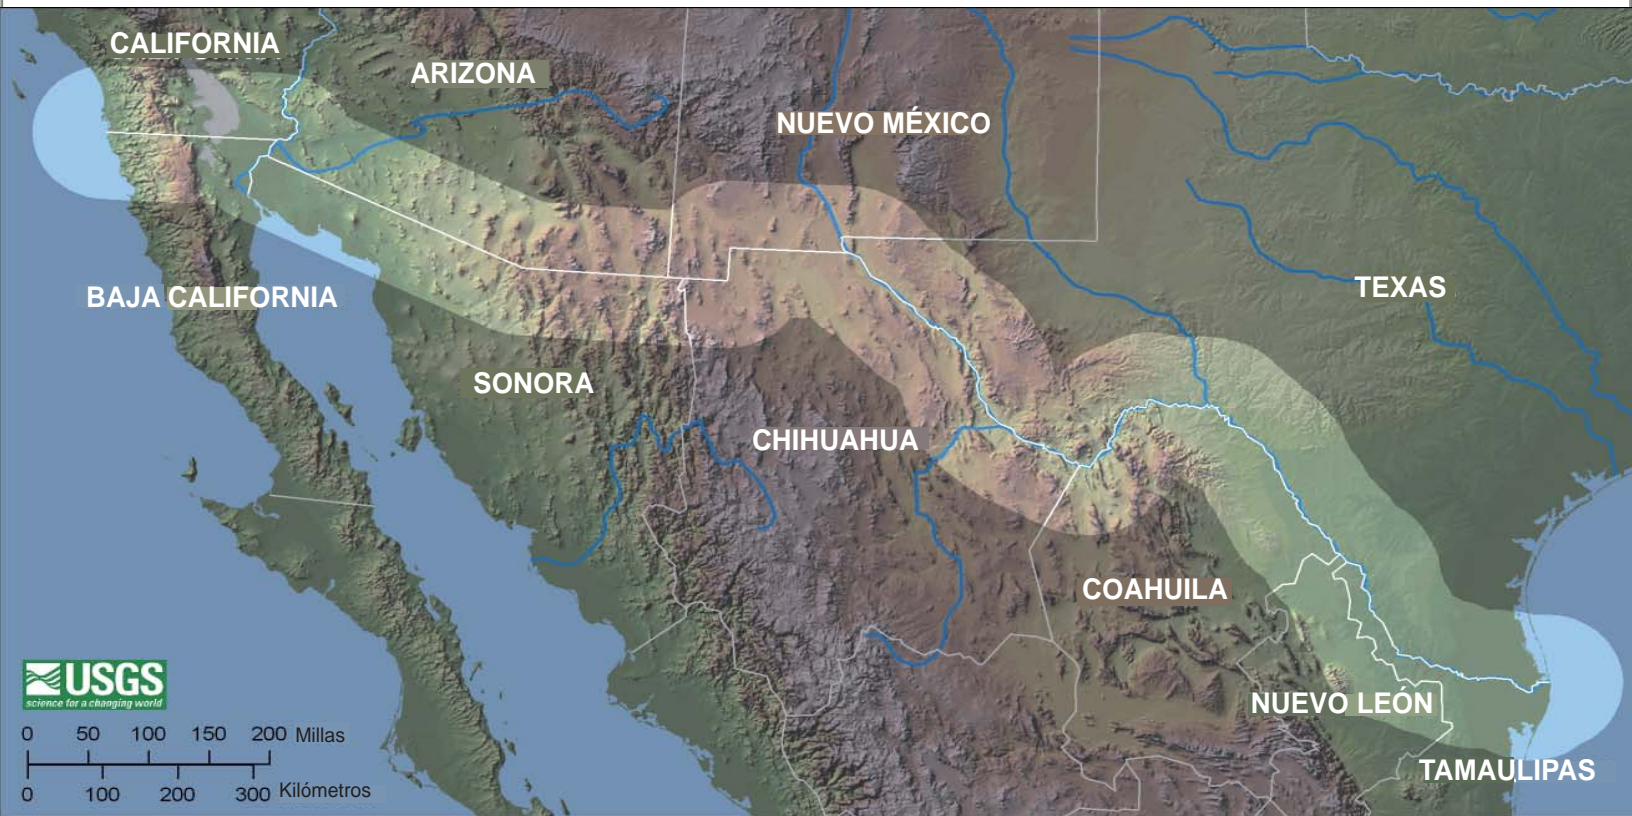 CALIFORNIA
ARIZONA
NUEVO MÉXICO
TEXAS
BAJA CALIFORNIA
SONORA
CHIHUAHUA
COAHUILA
NUEVO LEÓN
TAMAULIPAS
USGS
science for a changing world
0 50 100 150 200 Millas
0 100 200 300 Kilómetros